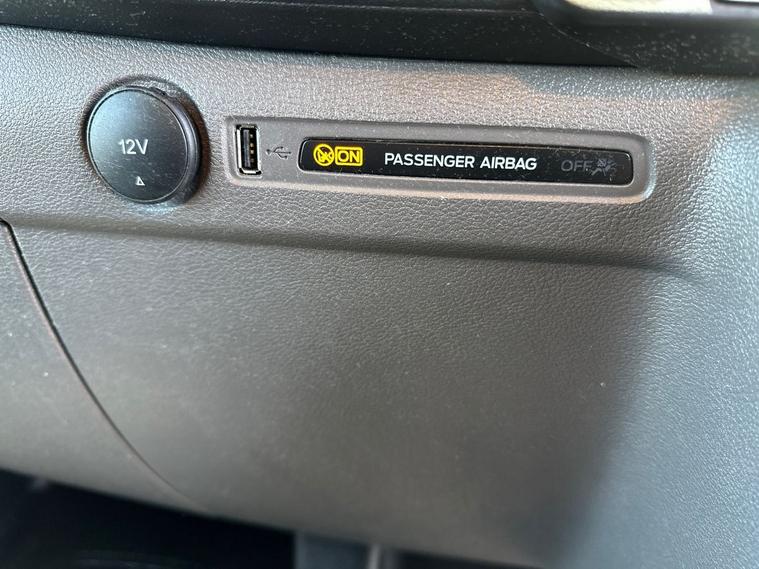 12V
ON PASSENGER AIRBAG OFF